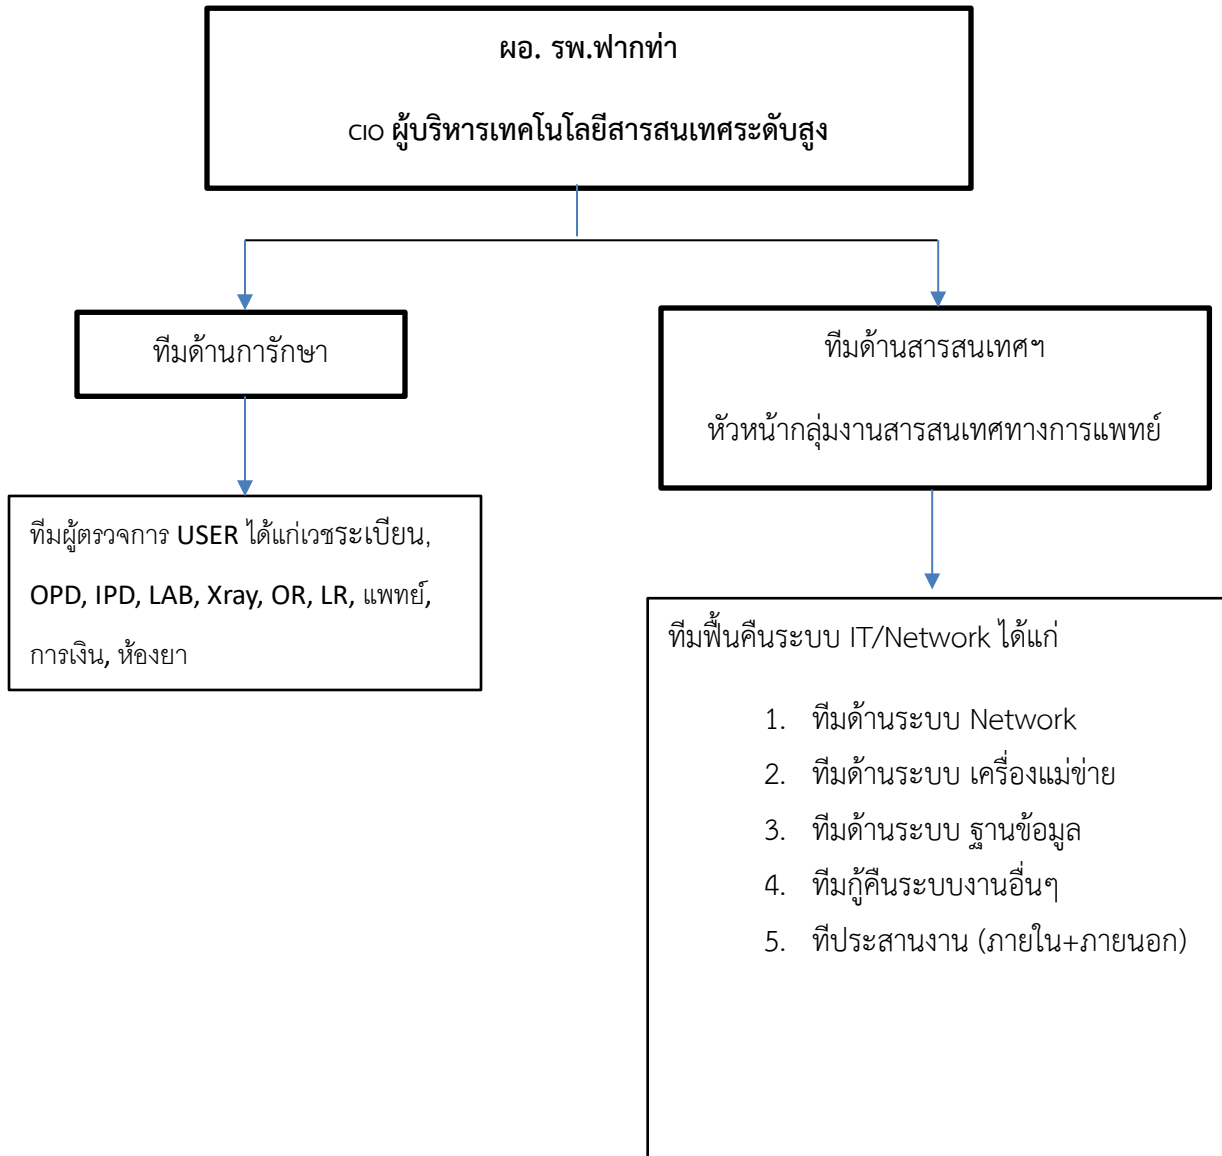 ผอ. รพ.ฟากท่า
CIO ผู้บริหารเทคโนโลยีสารสนเทศระดับสูง
ทีมด้านการักษา
ทีมด้านสารสนเทศฯ
หัวหน้ากลุ่มงานสารสนเทศทางการแพทย์
ทีมผู้ตรวจการ USER ได้แก่เวชระเบียน,
OPD, IPD, LAB, Xray, OR, LR, แพทย์,
การเงิน, ห้องยา
ทีมฟื้นคืนระบบ IT/Network ได้แก่
1. ทีมด้านระบบ Network
2. ทีมด้านระบบ เครื่องแม่ข่าย
3. ทีมด้านระบบ ฐานข้อมูล
4. ทีมกู้คืนระบบงานอื่นๆ
5. ทีประสานงาน (ภายใน+ภายนอก)